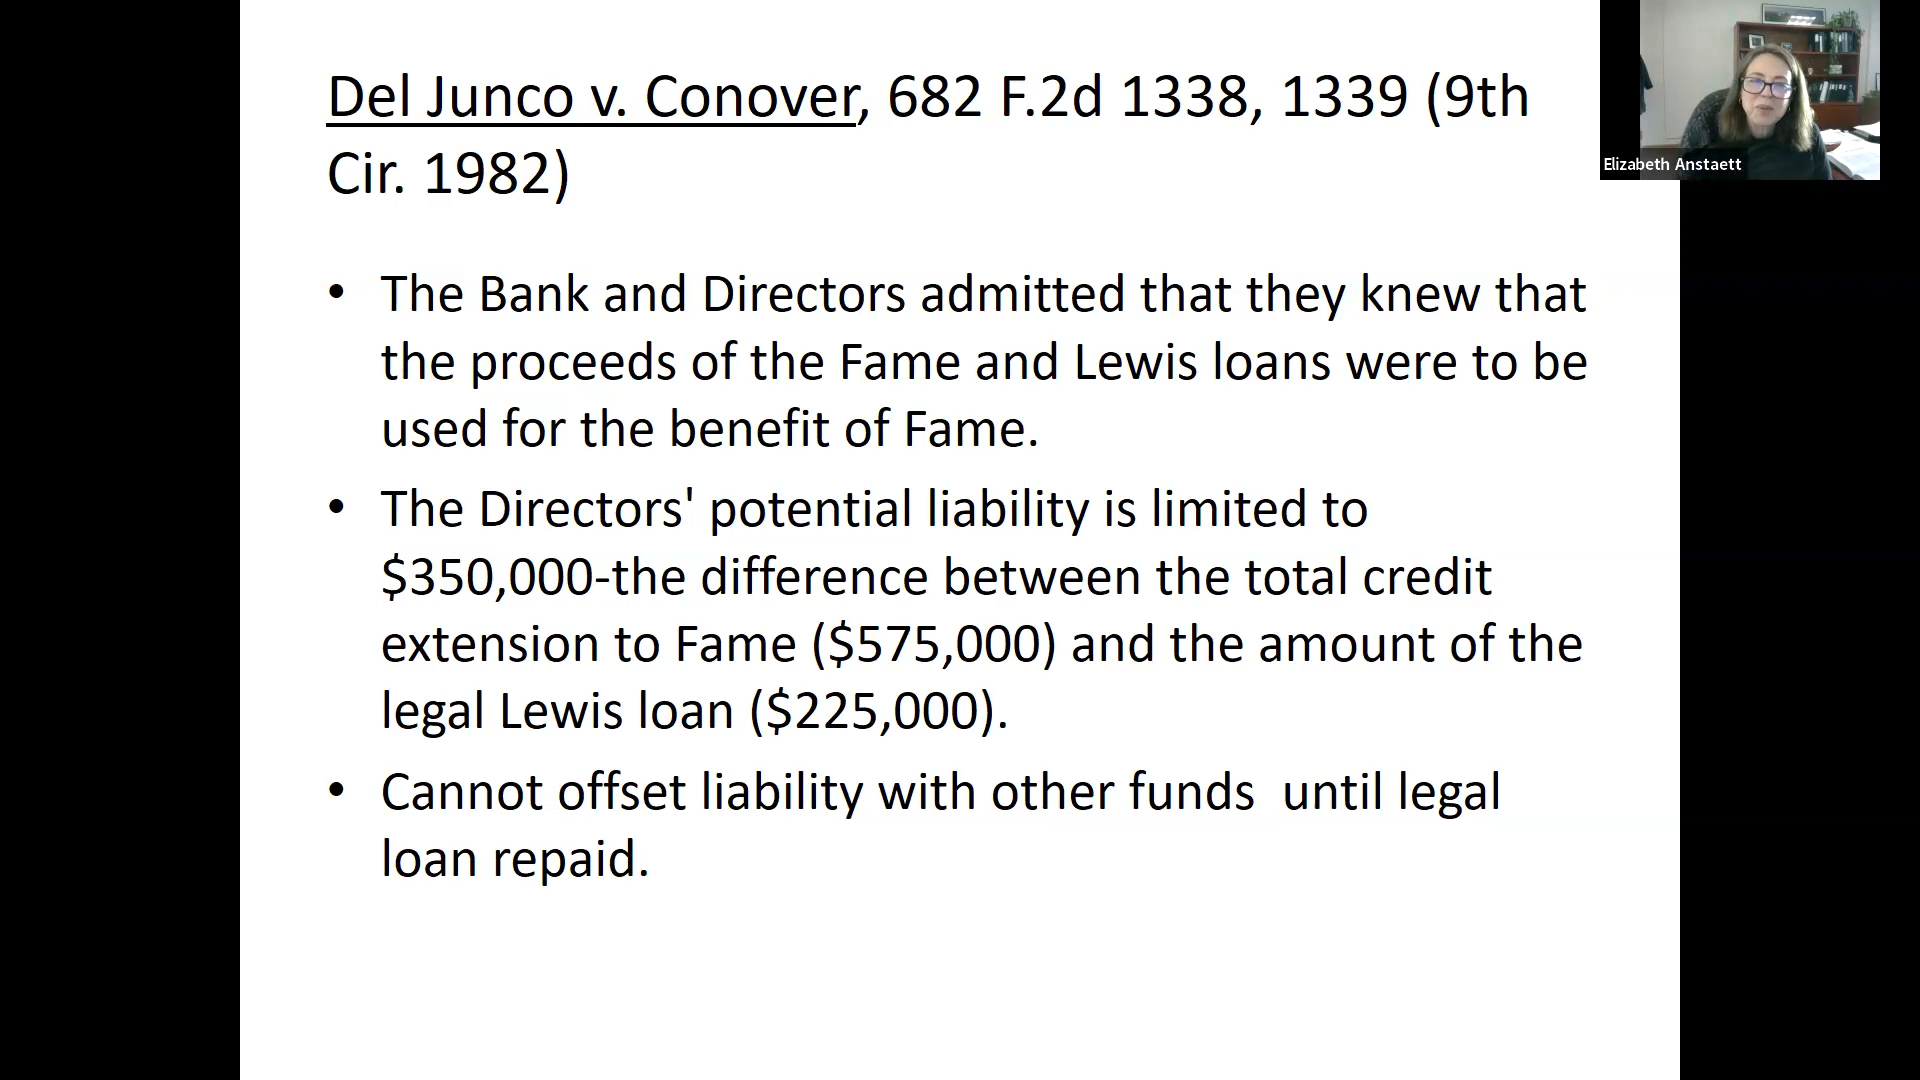 Del Junco v. Conover, 682 F.2d 1338, 1339 (9th
Cir. 1982)
• The Bank and Directors admitted that they knew that
the proceeds of the Fame and Lewis loans were to be
used for the benefit of Fame.
• The Directors' potential liability is limited to
$350,000-the difference between the total credit
extension to Fame ($575,000) and the amount of the
legal Lewis loan ($225,000).
• Cannot offset liability with other funds  until legal
loan repaid.
Elizabeth Anstaett